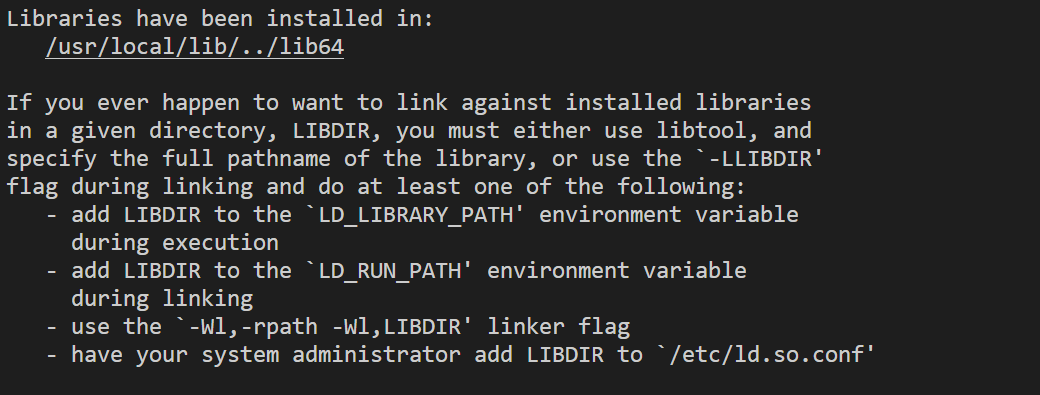 Libraries have been installed in:
   /usr/local/lib/../lib64

If you ever happen to want to link against installed libraries
in a given directory, LIBDIR, you must either use libtool, and
specify the full pathname of the library, or use the `-LLIBDIR'
flag during linking and do at least one of the following:
   - add LIBDIR to the `LD_LIBRARY_PATH' environment variable
     during execution
   - add LIBDIR to the `LD_RUN_PATH' environment variable
     during linking
   - use the `-Wl,-rpath -Wl,LIBDIR' linker flag
   - have your system administrator add LIBDIR to `/etc/ld.so.conf'